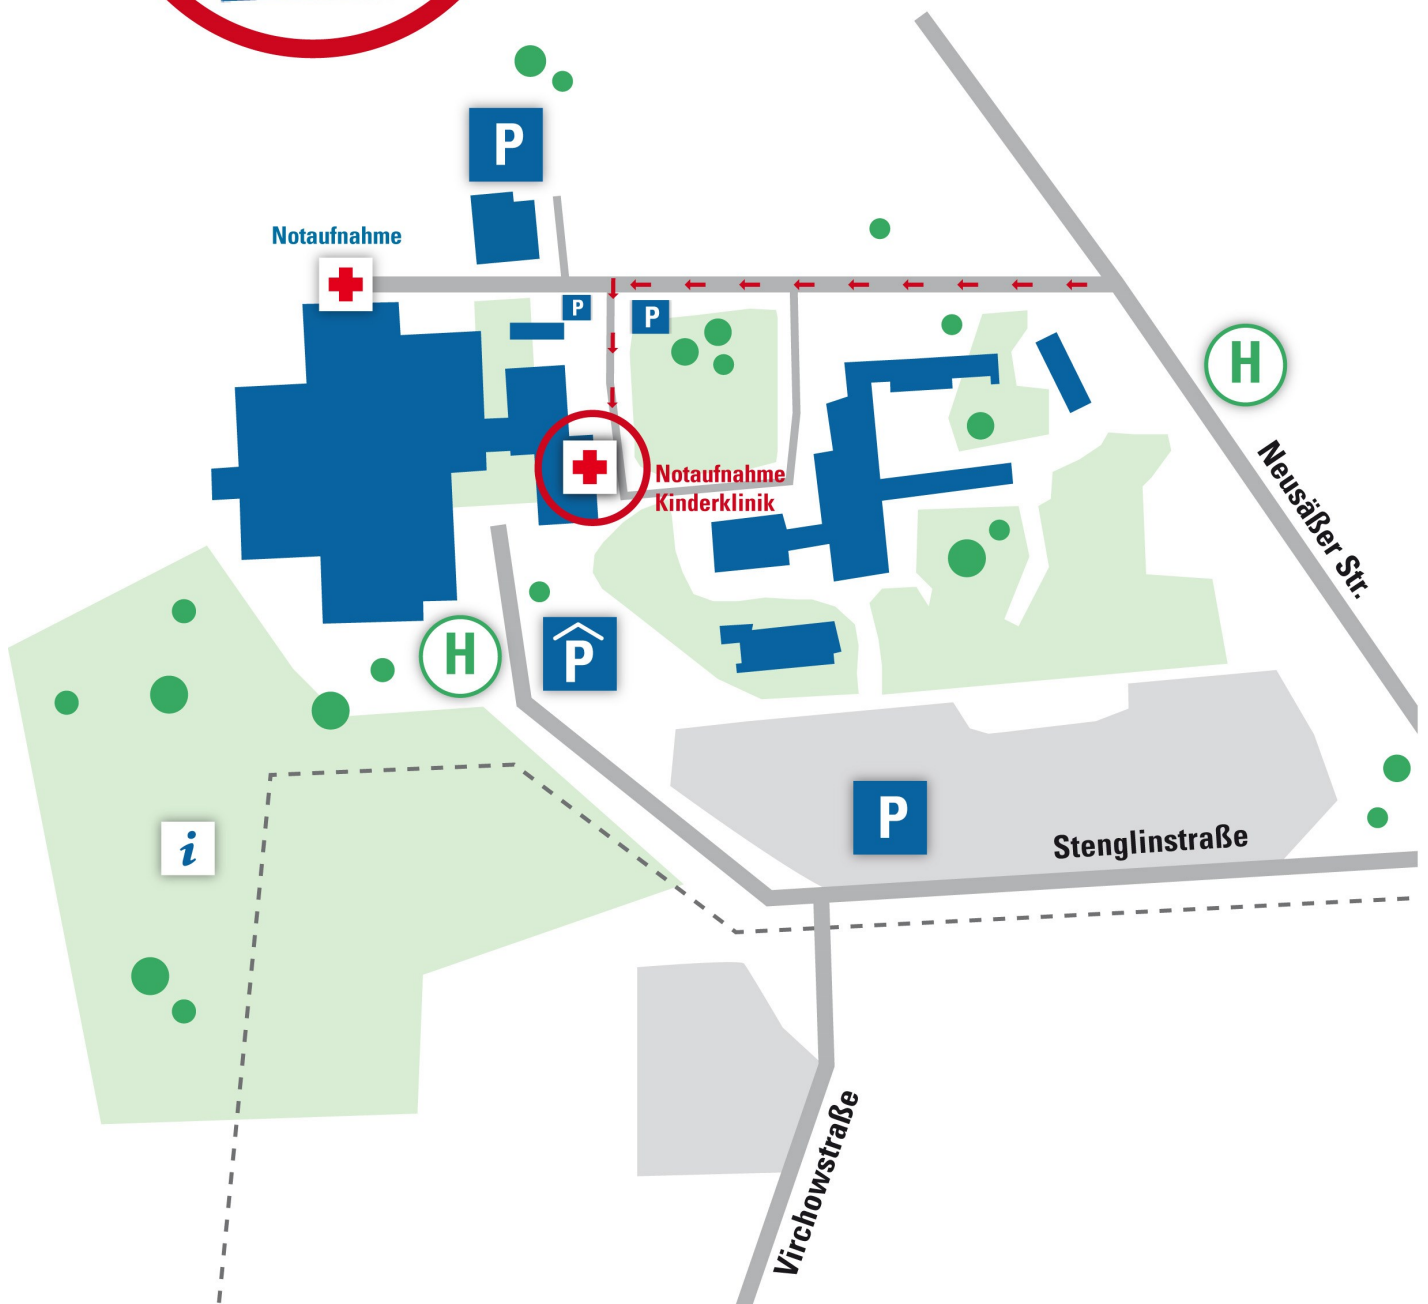 P
Notaufnahme
P
P
H
Notaufnahme
Kinderklinik
Neusäßer Str.
H
P
P
Stenglinstraße
i
Virchowstraße